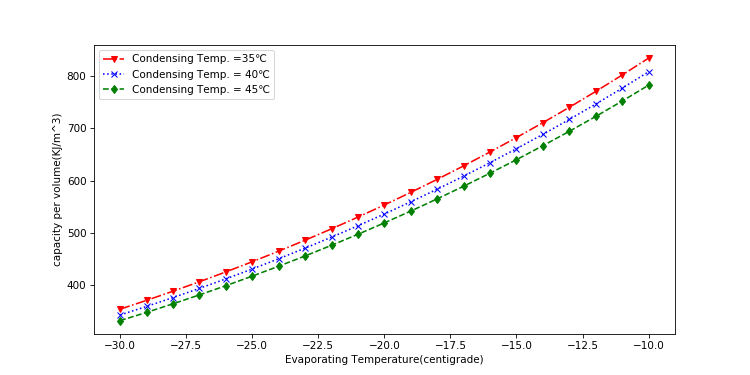 Condensing Temp. =35℃
Condensing Temp. = 40℃
Condensing Temp. = 45℃
800
700
600
500
400
capacity per volume(KJ/m^3)
−30.0 −27.5 −25.0 −22.5 −20.0 −17.5 −15.0 −12.5 −10.0
Evaporating Temperature(centigrade)